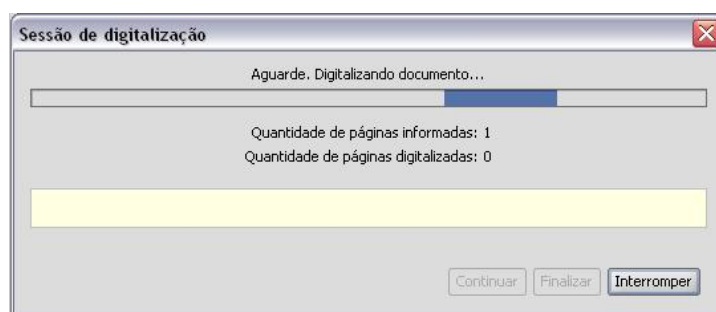 Sessão de digitalização
Aguarde. Digitalizando documento...
Quantidade de páginas informadas: 1
Quantidade de páginas digitalizadas: 0
Continuar Finalizar Interromper